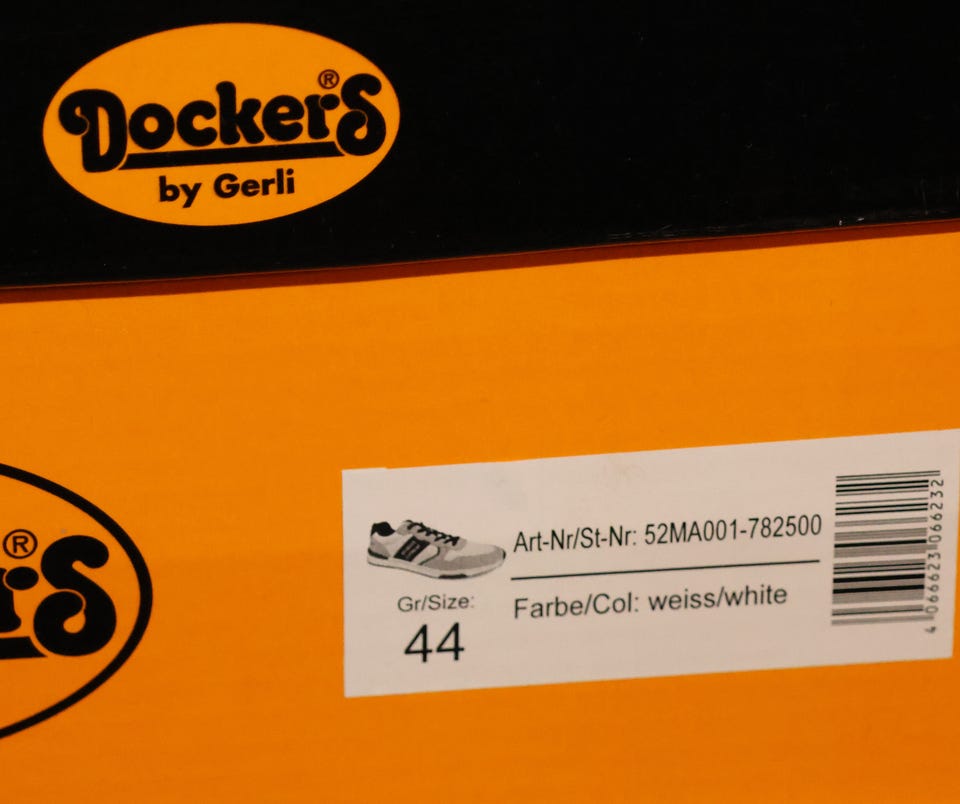 Dockers®
by Gerli
rs®
Art-Nr/St-Nr: 52MA001-782500
Gr/Size:
44
Farbe/Col: weiss/white
4 066623 066232